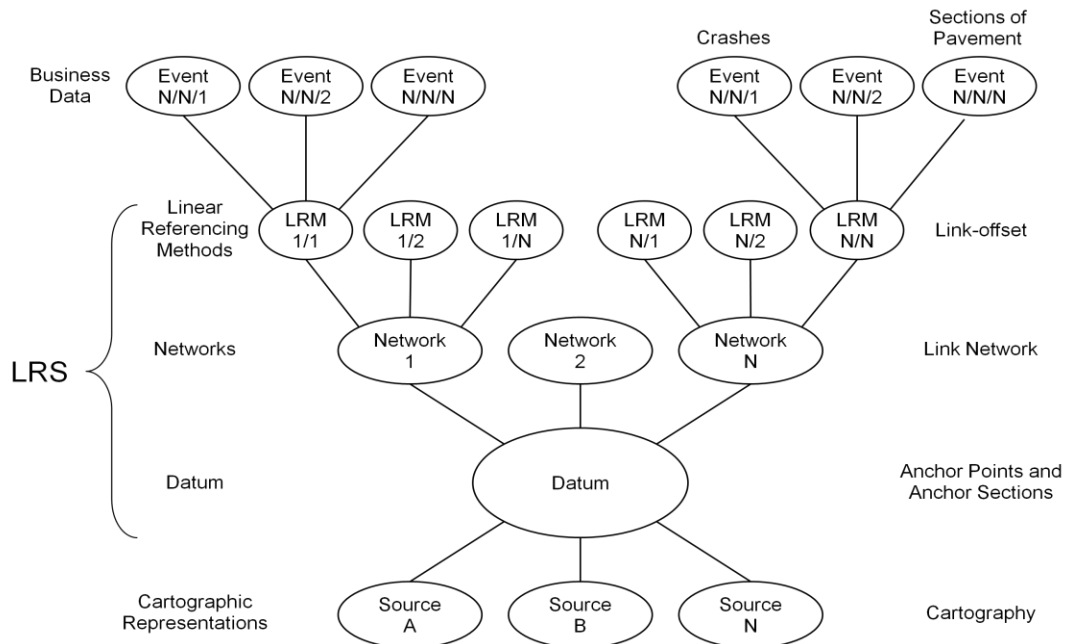 Crashes
Sections of
Pavement
Business
Data
Event
N/N/1
Event
N/N/2
Event
N/N/N
Event
N/N/1
Event
N/N/2
Event
N/N/N
Linear
Referencing
Methods
LRM
1/1
LRM
1/2
LRM
1/N
LRM
N/1
LRM
N/2
LRM
N/N
Link-offset
LRS
Networks
Network
1
Network
2
Network
N
Link Network
Datum
Datum
Anchor Points and
Anchor Sections
Cartographic
Representations
Source
A
Source
B
Source
N
Cartography